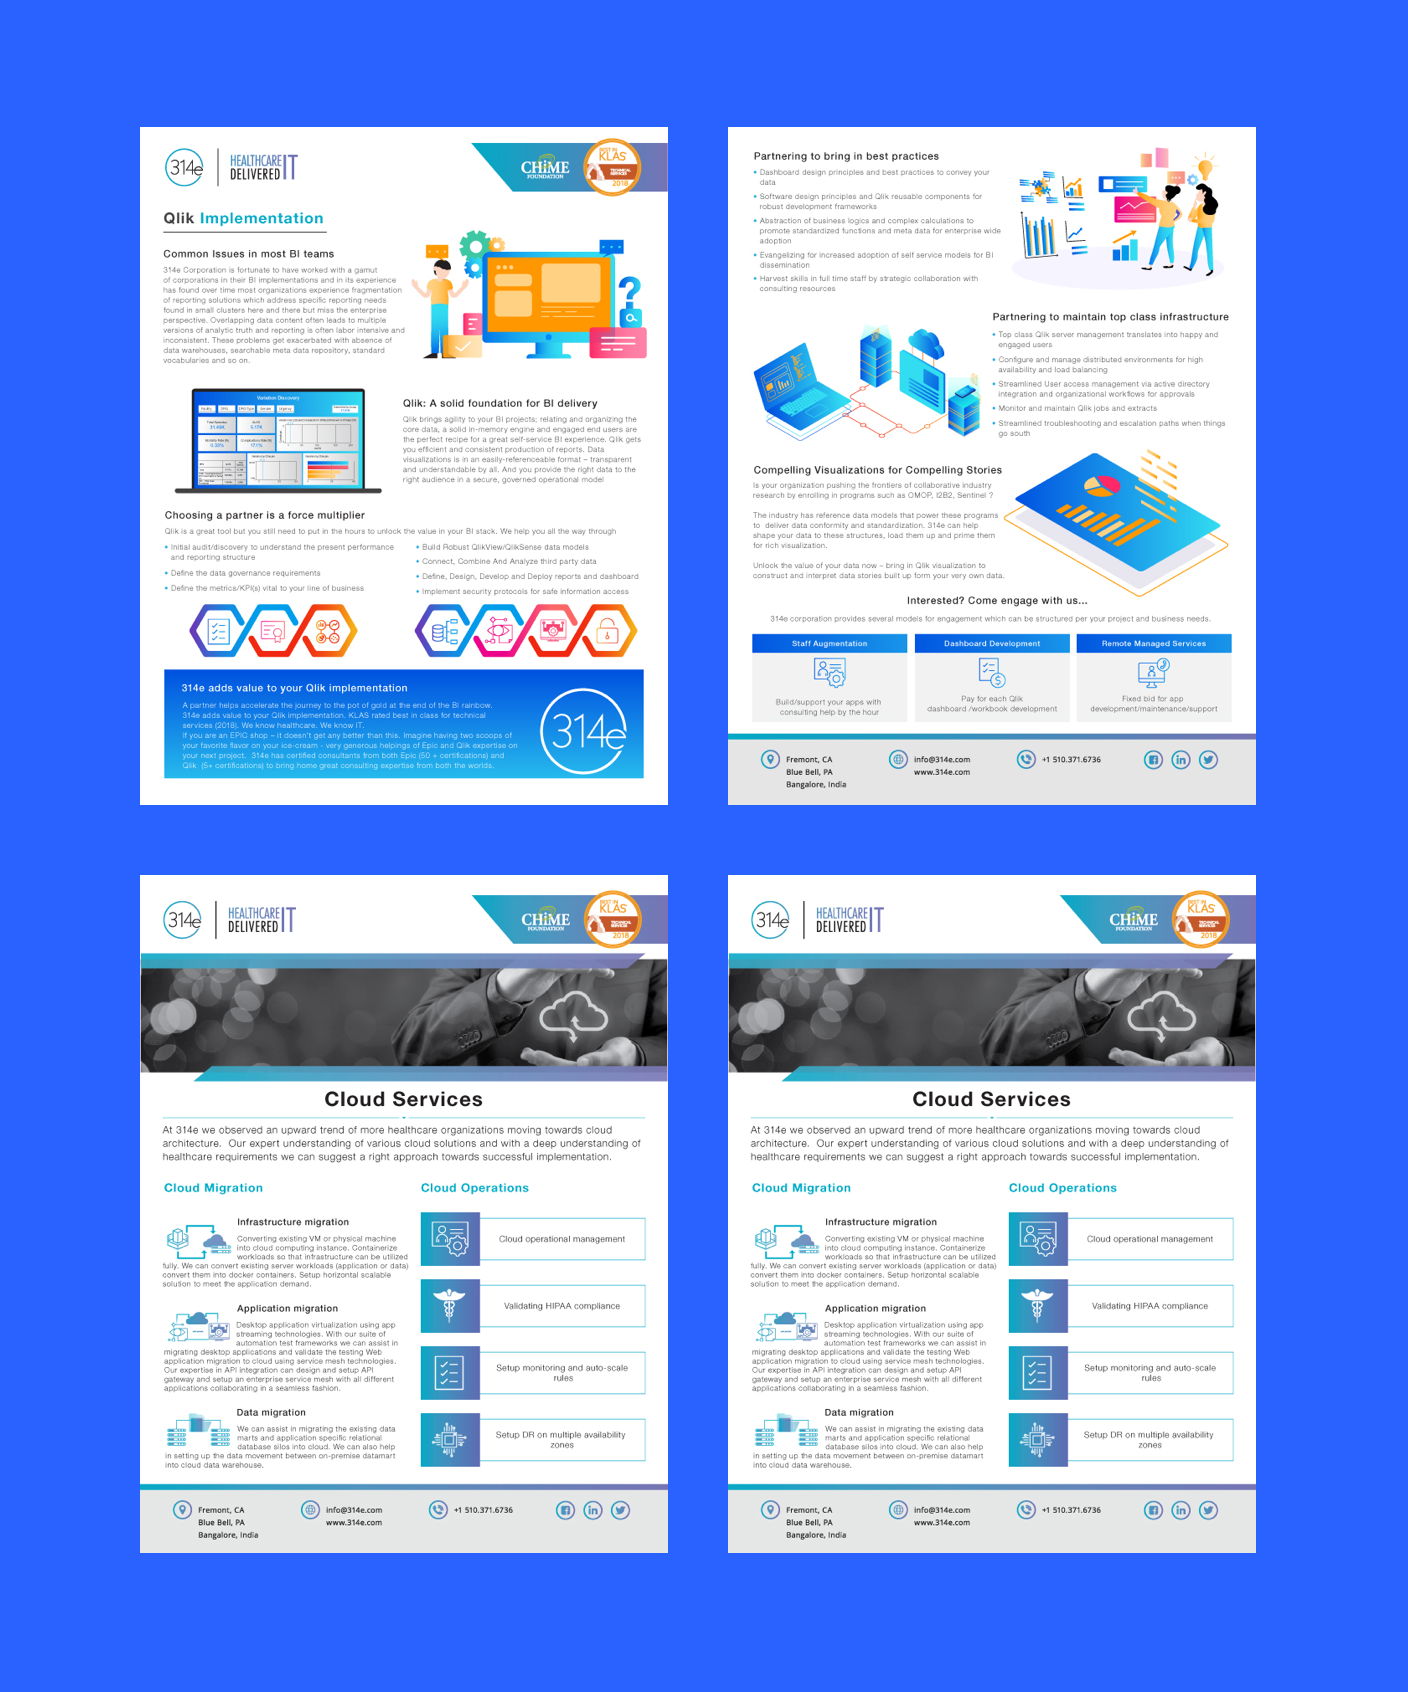 314e
HEALTHCARE
DELIVERED
IT
CHiME
FOUNDATION
BEST IN
KLAS
TECHNICAL
SERVICES
2018
Qlik Implementation
Common Issues in most BI teams
314e Corporation is fortunate to have worked with a gamut
of corporations in their BI implementations and in its experience
has found over time most organizations experience fragmentation
of reporting solutions which address specific reporting needs
found in small clusters here and there but miss the enterprise
perspective. Overlapping data content often leads to multiple
versions of analytic truth and reporting is often labor intensive and
inconsistent. These problems get exacerbated with absence of
data warehouses, searchable meta data repository, standard
vocabularies and so on.
Variation Discovery
Qlik: A solid foundation for BI delivery
Qlik brings agility to your BI projects; relating and organizing the
core data, a solid in-memory engine and engaged end users are
the perfect recipe for a great self-service BI experience. Qlik gets
you efficient and consistent production of reports. Data
visualizations is in an easily-referenceable format – transparent
and understandable by all. And you provide the right data to the
right audience in a secure, governed operational model
Choosing a partner is a force multiplier
Qlik is a great tool but you still need to put in the hours to unlock the value in your BI stack. We help you all the way through
• Initial audit/discovery to understand the present performance
and reporting structure
• Define the data governance requirements
• Define the metrics/KPI(s) vital to your line of business
• Build Robust QlikView/QlikSense data models
• Connect, Combine And Analyze third party data
• Define, Design, Develop and Deploy reports and dashboard
• Implement security protocols for safe information access
314e adds value to your Qlik implementation
A partner helps accelerate the journey to the pot of gold at the end of the BI rainbow.
314e adds value to your Qlik implementation. KLAS rated best in class for technical
services (2018). We know healthcare. We know IT.
If you are an EPIC shop – it doesn't get any better than this. Imagine having two scoops of
your favorite flavor on your ice-cream - very generous helpings of Epic and Qlik expertise on
your next project.  314e has certified consultants from both Epic (50 + certifications) and
Qlik  (5+ certifications) to bring home great consulting expertise from both the worlds.
314e
Partnering to bring in best practices
• Dashboard design principles and best practices to convey your
data
• Software design principles and Qlik reusable components for
robust development frameworks
• Abstraction of business logics and complex calculations to
promote standardized functions and meta data for enterprise wide
adoption
• Evangelizing for increased adoption of self service models for BI
dissemination
• Harvest skills in full time staff by strategic collaboration with
consulting resources
Partnering to maintain top class infrastructure
• Top class Qlik server management translates into happy and
engaged users
• Configure and manage distributed environments for high
availability and load balancing
• Streamlined User access management via active directory
integration and organizational workflows for approvals
• Monitor and maintain Qlik jobs and extracts
• Streamlined troubleshooting and escalation paths when things
go south
Compelling Visualizations for Compelling Stories
Is your organization pushing the frontiers of collaborative industry
research by enrolling in programs such as OMOP, I2B2, Sentinel ?
The industry has reference data models that power these programs
to  deliver data conformity and standardization. 314e can help
shape your data to these structures, load them up and prime them
for rich visualization.
Unlock the value of your data now – bring in Qlik visualization to
construct and interpret data stories built up form your very own data.
Interested? Come engage with us...
314e corporation provides several models for engagement which can be structured per your project and business needs.
Staff Augmentation
Build/support your apps with
consulting help by the hour
Dashboard Development
Pay for each Qlik
dashboard /workbook development
Remote Managed Services
Fixed bid for app
development/maintenance/support
Fremont, CA
Blue Bell, PA
Bangalore, India
info@314e.com
www.314e.com
+1 510.371.6736
314e
HEALTHCARE
DELIVERED
IT
CHiME
FOUNDATION
BEST IN
KLAS
TECHNICAL
SERVICES
2018
Cloud Services
At 314e we observed an upward trend of more healthcare organizations moving towards cloud
architecture.  Our expert understanding of various cloud solutions and with a deep understanding of
healthcare requirements we can suggest a right approach towards successful implementation.
Cloud Migration
Infrastructure migration
Converting existing VM or physical machine
into cloud computing instance. Containerize
workloads so that infrastructure can be utilized
fully. We can convert existing server workloads (application or data)
convert them into docker containers. Setup horizontal scalable
solution to meet the application demand.
Application migration
Desktop application virtualization using app
streaming technologies. With our suite of
automation test frameworks we can assist in
migrating desktop applications and validate the testing Web
application migration to cloud using service mesh technologies.
Our expertise in API integration can design and setup API
gateway and setup an enterprise service mesh with all different
applications collaborating in a seamless fashion.
Data migration
We can assist in migrating the existing data
marts and application specific relational
database silos into cloud. We can also help
in setting up the data movement between on-premise datamart
into cloud data warehouse.
Cloud Operations
Cloud operational management
Validating HIPAA compliance
Setup monitoring and auto-scale
rules
Setup DR on multiple availability
zones
Fremont, CA
Blue Bell, PA
Bangalore, India
info@314e.com
www.314e.com
+1 510.371.6736
314e
HEALTHCARE
DELIVERED
IT
CHiME
FOUNDATION
BEST IN
KLAS
TECHNICAL
SERVICES
2018
Cloud Services
At 314e we observed an upward trend of more healthcare organizations moving towards cloud
architecture.  Our expert understanding of various cloud solutions and with a deep understanding of
healthcare requirements we can suggest a right approach towards successful implementation.
Cloud Migration
Infrastructure migration
Converting existing VM or physical machine
into cloud computing instance. Containerize
workloads so that infrastructure can be utilized
fully. We can convert existing server workloads (application or data)
convert them into docker containers. Setup horizontal scalable
solution to meet the application demand.
Application migration
Desktop application virtualization using app
streaming technologies. With our suite of
automation test frameworks we can assist in
migrating desktop applications and validate the testing Web
application migration to cloud using service mesh technologies.
Our expertise in API integration can design and setup API
gateway and setup an enterprise service mesh with all different
applications collaborating in a seamless fashion.
Data migration
We can assist in migrating the existing data
marts and application specific relational
database silos into cloud. We can also help
in setting up the data movement between on-premise datamart
into cloud data warehouse.
Cloud Operations
Cloud operational management
Validating HIPAA compliance
Setup monitoring and auto-scale
rules
Setup DR on multiple availability
zones
Fremont, CA
Blue Bell, PA
Bangalore, India
info@314e.com
www.314e.com
+1 510.371.6736